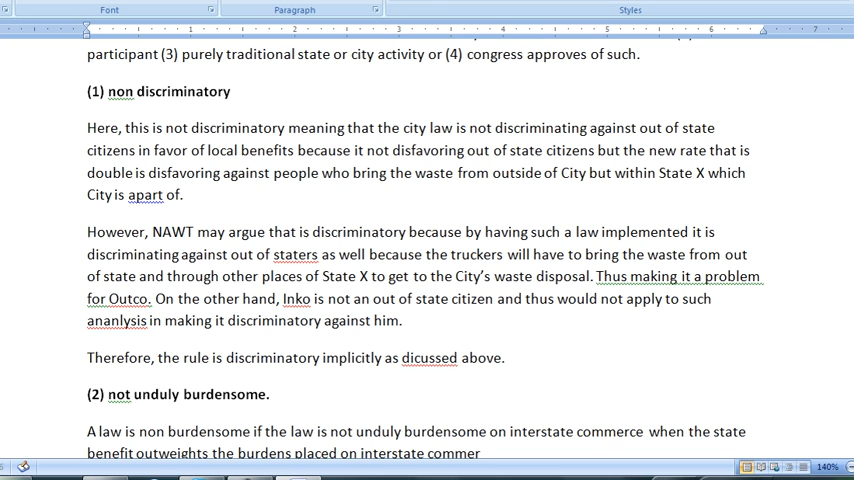 Font Paragraph Styles
1 2 3 4 5 6 7
participant (3) purely traditional state or city activity or (4) congress approves of such.
(1) non discriminatory
Here, this is not discriminatory meaning that the city law is not discriminating against out of state
citizens in favor of local benefits because it not disfavoring out of state citizens but the new rate that is
double is disfavoring against people who bring the waste from outside of City but within State X which
City is apart of.
However, NAWT may argue that is discriminatory because by having such a law implemented it is
discriminating against out of staters as well because the truckers will have to bring the waste from out
of state and through other places of State X to get to the City's waste disposal. Thus making it a problem
for Outco. On the other hand, Inko is not an out of state citizen and thus would not apply to such
ananlysis in making it discriminatory against him.
Therefore, the rule is discriminatory implicitly as dicussed above.
(2) not unduly burdensome.
A law is non burdensome if the law is not unduly burdensome on interstate commerce when the state
benefit outweights the burdens placed on interstate commer
140%